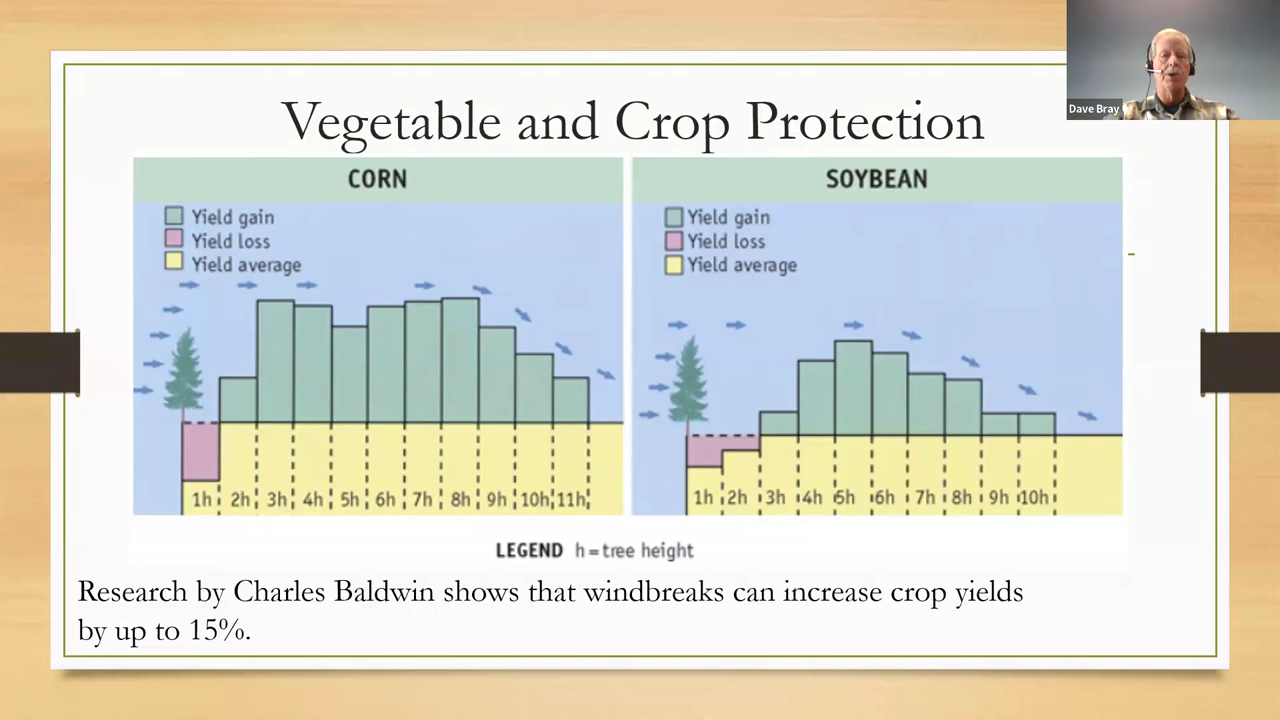 Dave Bray
Vegetable and Crop Protection
CORN
Yield gain
Yield loss
Yield average
1h 2h 3h 4h 5h 6h 7h 8h 9h 10h 11h
SOYBEAN
Yield gain
Yield loss
Yield average
1h 2h 3h 4h 5h 6h 7h 8h 9h 10h
LEGEND h = tree height
Research by Charles Baldwin shows that windbreaks can increase crop yields
by up to 15%.